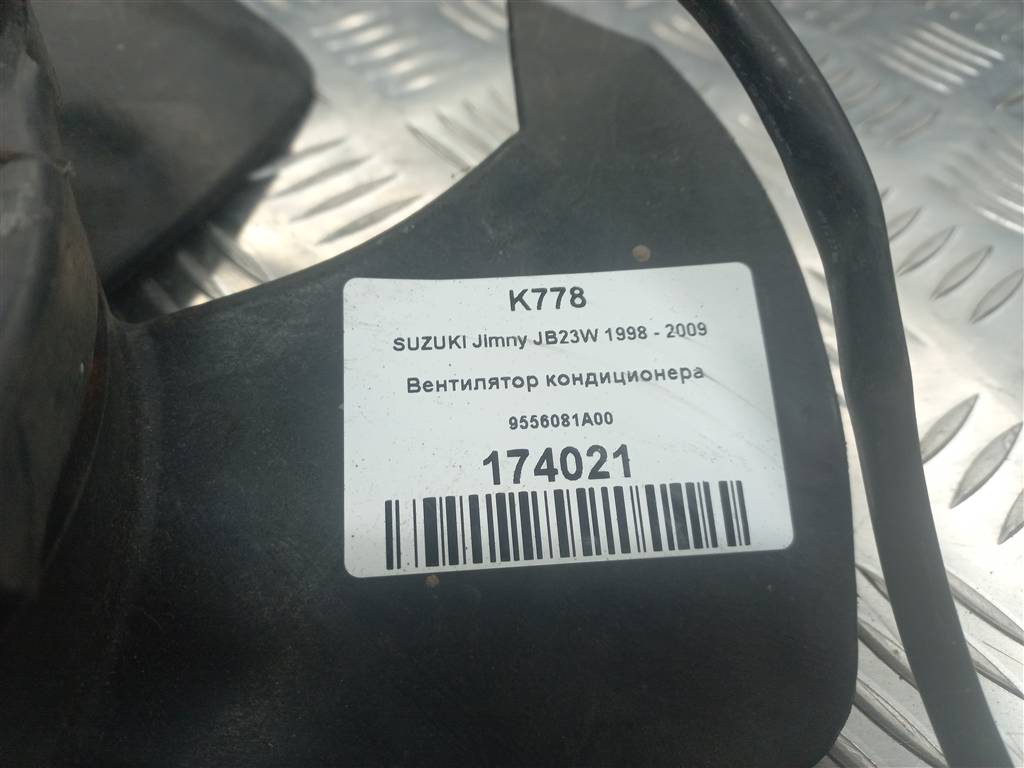 K778
SUZUKI Jimny JB23W 1998 - 2009
Вентилятор кондиционера
9556081A00
174021